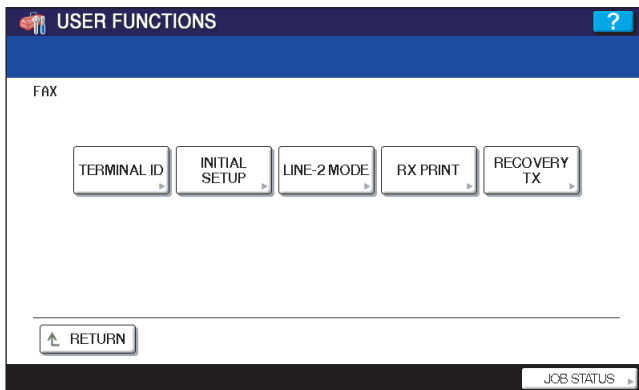 USER FUNCTIONS
?
FAX
TERMINAL ID
INITIAL
SETUP
LINE-2 MODE
RX PRINT
RECOVERY
TX
RETURN
JOB STATUS